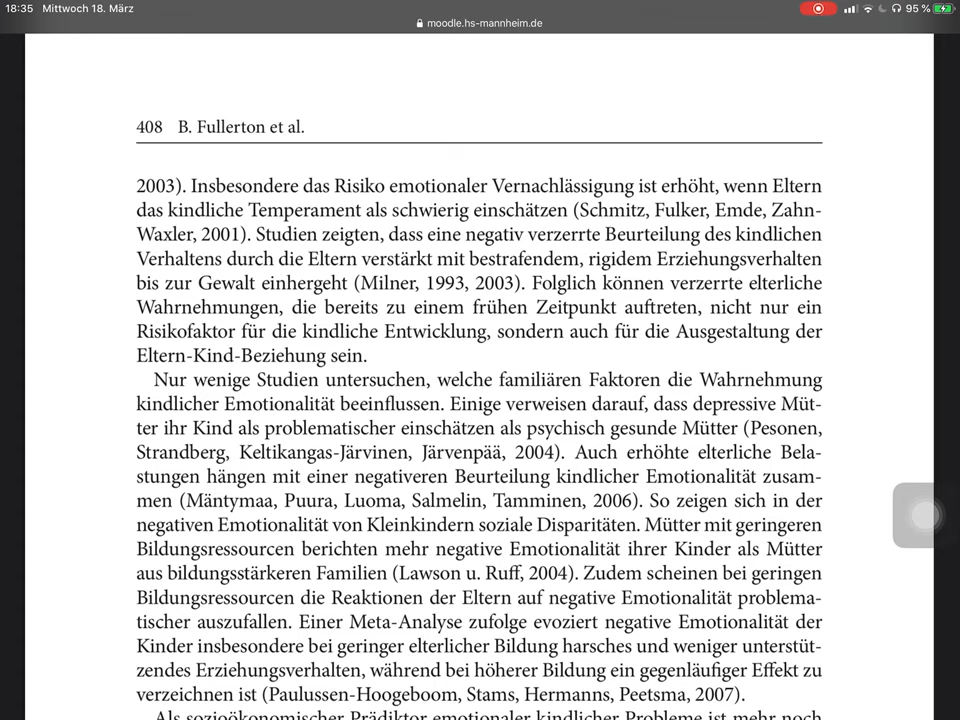 18:35 Mittwoch 18. März
95 %
moodle.hs-mannheim.de
408 B. Fullerton et al.
2003). Insbesondere das Risiko emotionaler Vernachlässigung ist erhöht, wenn Eltern
das kindliche Temperament als schwierig einschätzen (Schmitz, Fulker, Emde, Zahn-
Waxler, 2001). Studien zeigten, dass eine negativ verzerrte Beurteilung des kindlichen
Verhaltens durch die Eltern verstärkt mit bestrafendem, rigidem Erziehungsverhalten
bis zur Gewalt einhergeht (Milner, 1993, 2003). Folglich können verzerrte elterliche
Wahrnehmungen, die bereits zu einem frühen Zeitpunkt auftreten, nicht nur ein
Risikofaktor für die kindliche Entwicklung, sondern auch für die Ausgestaltung der
Eltern-Kind-Beziehung sein.
Nur wenige Studien untersuchen, welche familiären Faktoren die Wahrnehmung
kindlicher Emotionalität beeinflussen. Einige verweisen darauf, dass depressive Müt-
ter ihr Kind als problematischer einschätzen als psychisch gesunde Mütter (Pesonen,
Strandberg, Keltikangas-Järvinen, Järvenpää, 2004). Auch erhöhte elterliche Bela-
stungen hängen mit einer negativeren Beurteilung kindlicher Emotionalität zusam-
men (Mäntymaa, Puura, Luoma, Salmelin, Tamminen, 2006). So zeigen sich in der
negativen Emotionalität von Kleinkindern soziale Disparitäten. Mütter mit geringeren
Bildungsressourcen berichten mehr negative Emotionalität ihrer Kinder als Mütter
aus bildungsstärkeren Familien (Lawson u. Ruff, 2004). Zudem scheinen bei geringen
Bildungsressourcen die Reaktionen der Eltern auf negative Emotionalität problema-
tischer auszufallen. Einer Meta-Analyse zufolge evoziert negative Emotionalität der
Kinder insbesondere bei geringer elterlicher Bildung harsches und weniger unterstüt-
zendes Erziehungsverhalten, während bei höherer Bildung ein gegenläufiger Effekt zu
verzeichnen ist (Paulussen-Hoogeboom, Stams, Hermanns, Peetsma, 2007).
Als sozioökonomischer Prädiktor emotionaler kindlicher Probleme ist mehr noch